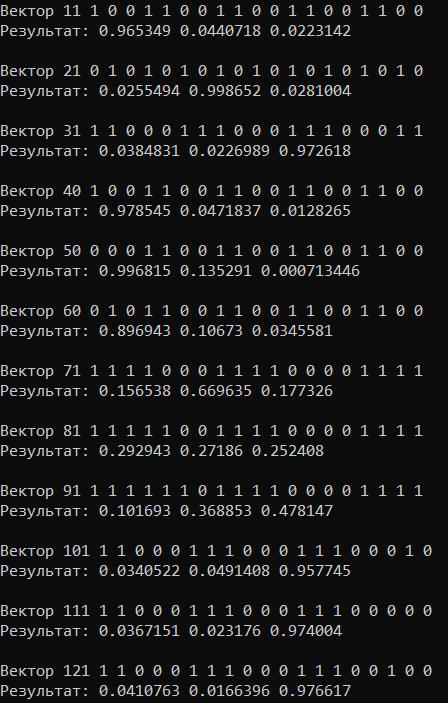 Вектор 11 1 0 0 1 1 0 0 1 1 0 0 1 1 0 0 1 1 0 0
Результат: 0.965349 0.0440718 0.0223142
Вектор 21 0 1 0 1 0 1 0 1 0 1 0 1 0 1 0 1 0 1 0
Результат: 0.0255494 0.998652 0.0281004
Вектор 31 1 1 0 0 0 1 1 1 0 0 0 1 1 1 0 0 0 1 1
Результат: 0.0384831 0.0226989 0.972618
Вектор 40 1 0 0 1 1 0 0 1 1 0 0 1 1 0 0 1 1 0 0
Результат: 0.978545 0.0471837 0.0128265
Вектор 50 0 0 0 1 1 0 0 1 1 0 0 1 1 0 0 1 1 0 0
Результат: 0.996815 0.135291 0.000713446
Вектор 60 0 1 0 1 1 0 0 1 1 0 0 1 1 0 0 1 1 0 0
Результат: 0.896943 0.10673 0.0345581
Вектор 71 1 1 1 1 0 0 0 1 1 1 1 0 0 0 0 1 1 1 1
Результат: 0.156538 0.669635 0.177326
Вектор 81 1 1 1 1 1 0 0 1 1 1 1 0 0 0 0 1 1 1 1
Результат: 0.292943 0.27186 0.252408
Вектор 91 1 1 1 1 1 1 0 1 1 1 1 0 0 0 0 1 1 1 1
Результат: 0.101693 0.368853 0.478147
Вектор 101 1 1 0 0 0 1 1 1 0 0 0 1 1 1 0 0 0 1 0
Результат: 0.0340522 0.0491408 0.957745
Вектор 111 1 1 0 0 0 1 1 1 0 0 0 1 1 1 0 0 0 0 0
Результат: 0.0367151 0.023176 0.974004
Вектор 121 1 1 0 0 0 1 1 1 0 0 0 1 1 1 0 0 1 0 0
Результат: 0.0410763 0.0166396 0.976617